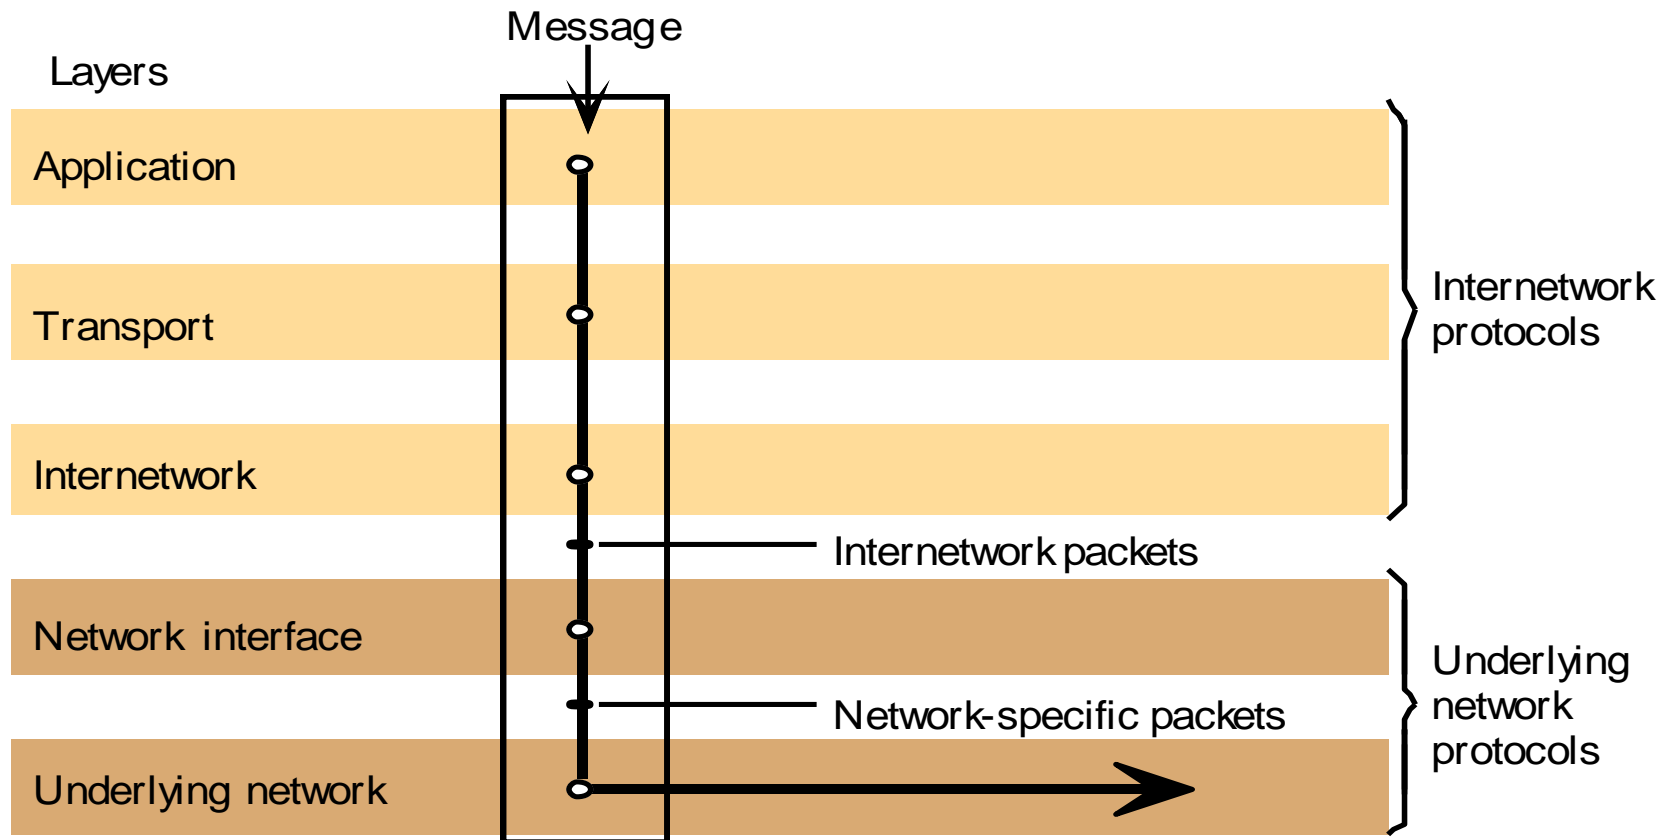 Message
Layers
Application
Transport
Internetwork
protocols
Internetwork
Internetwork packets
Network interface
Underlying
network
protocols
Network-specific packets
Underlying network